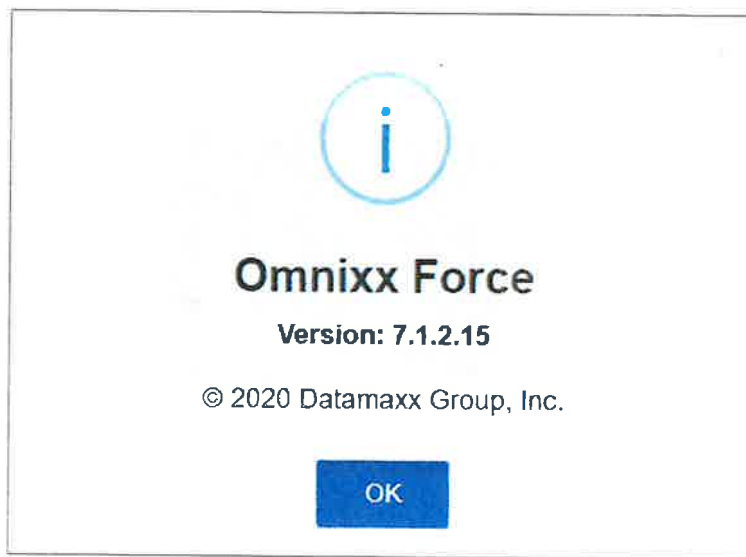 i
Omnixx Force
Version: 7.1.2.15
© 2020 Datamaxx Group, Inc.
OK